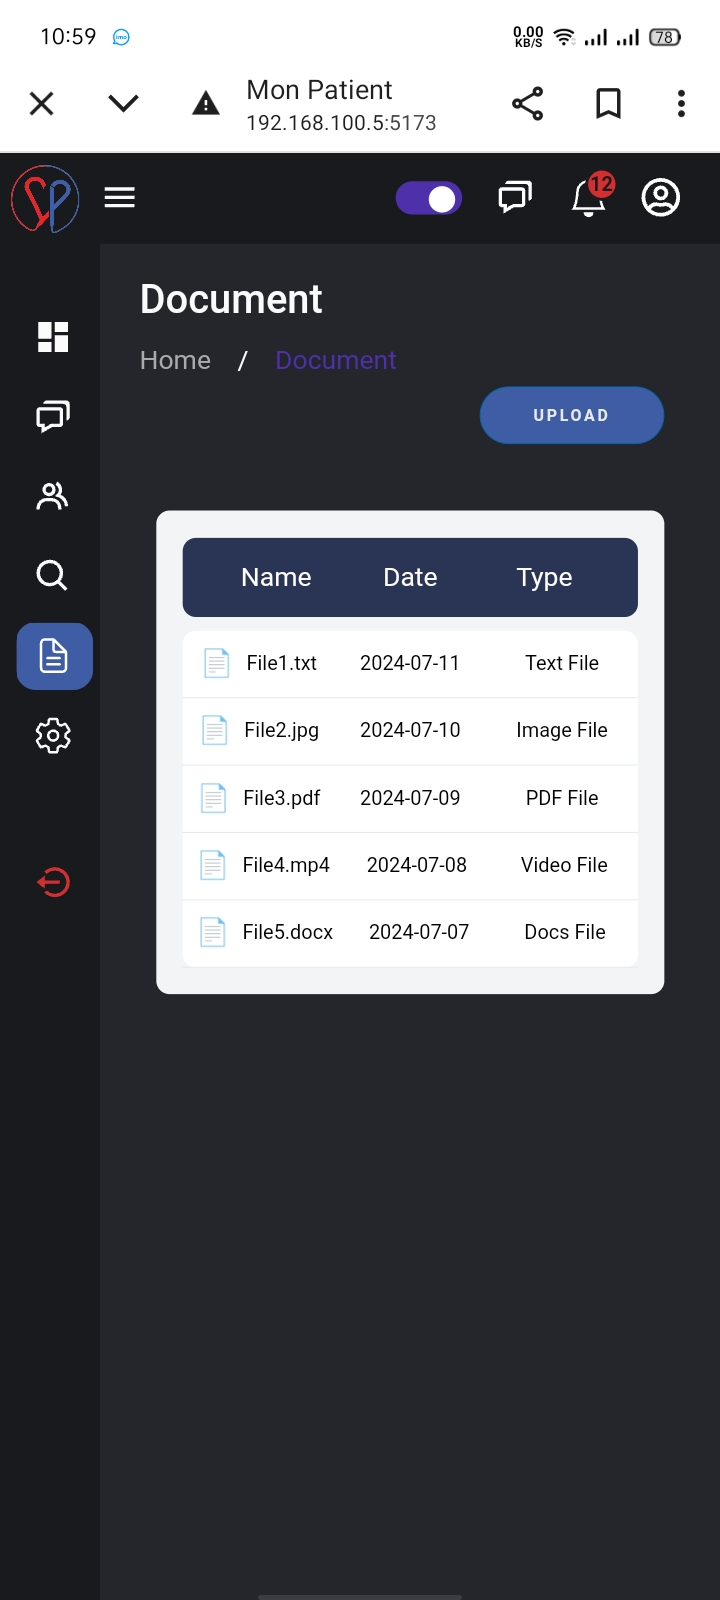 10:59 imo 0.00 KB/S 78
Mon Patient
192.168.100.5:5173
12
Document
Home / Document
UPLOAD
Name Date Type
File1.txt 2024-07-11 Text File
File2.jpg 2024-07-10 Image File
File3.pdf 2024-07-09 PDF File
File4.mp4 2024-07-08 Video File
File5.docx 2024-07-07 Docs File